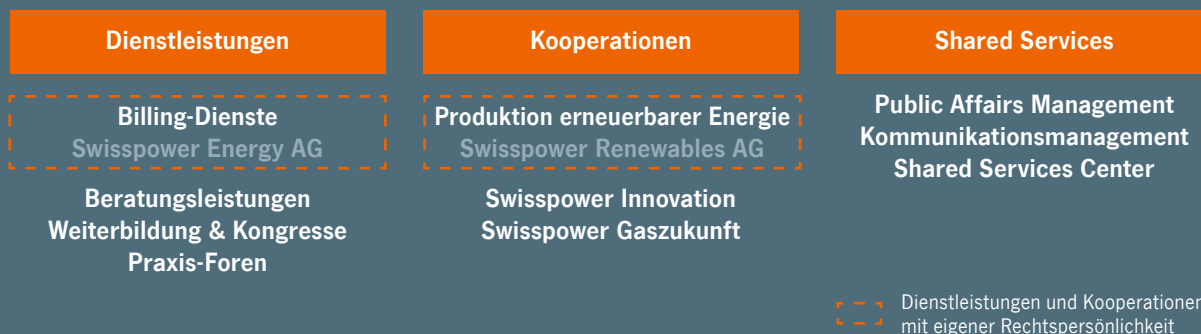 Dienstleistungen
Billing-Dienste
Swisspower Energy AG
Beratungsleistungen
Weiterbildung & Kongresse
Praxis-Foren
Kooperationen
Produktion erneuerbarer Energie
Swisspower Renewables AG
Swisspower Innovation
Swisspower Gaszukunft
Shared Services
Public Affairs Management
Kommunikationsmanagement
Shared Services Center
Dienstleistungen und Kooperationen
mit eigener Rechtspersönlichkeit